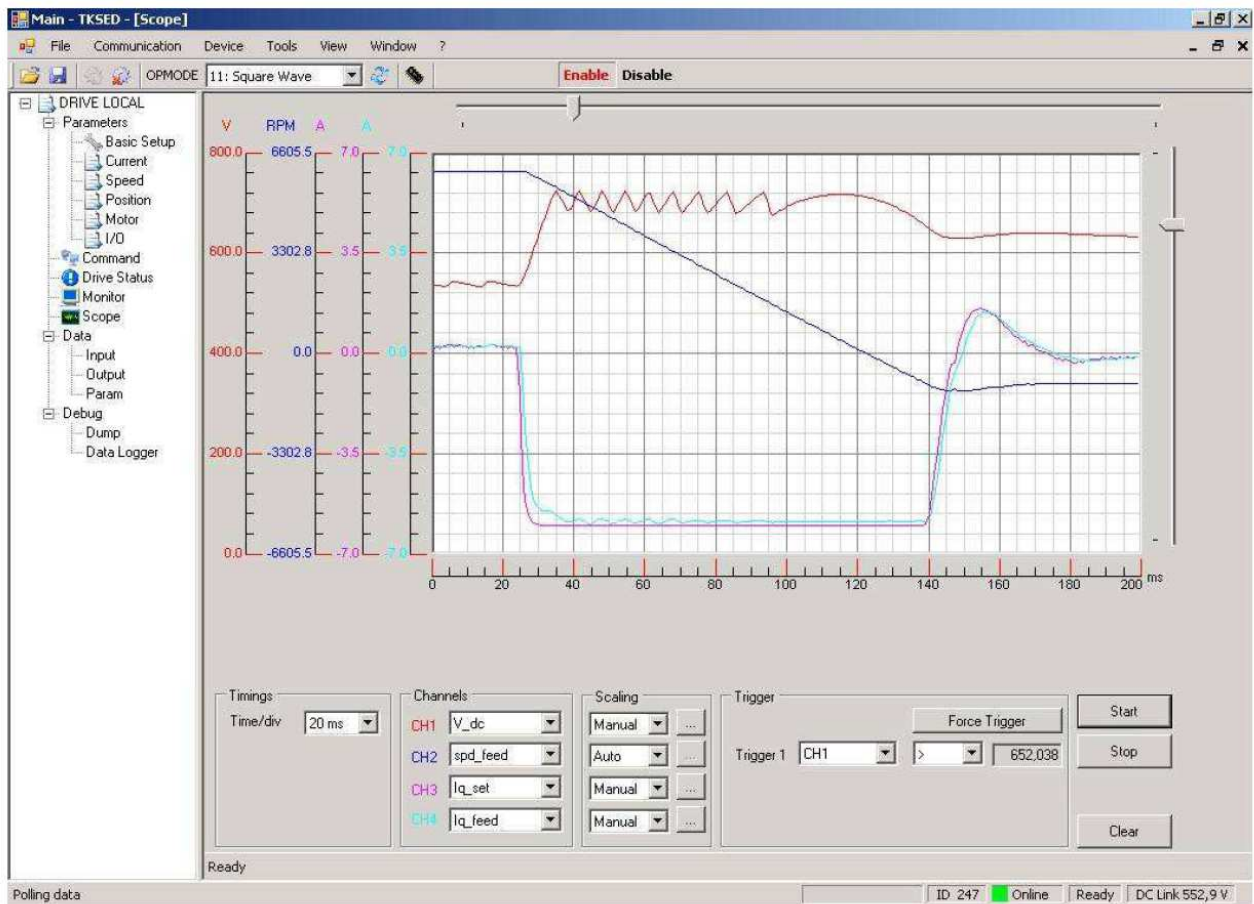 Main - TKSED - [Scope]
File Communication Device Tools View Window ?
OPMODE 11: Square Wave Enable Disable
DRIVE LOCAL
Parameters
Basic Setup
Current
Speed
Position
Motor
I/O
Command
Drive Status
Monitor
Scope
Data
Input
Output
Param
Debug
Dump
Data Logger
V RPM A A
800.0 6605.5 7.0 7.0
600.0 3302.8 3.5 3.5
400.0 0.0 0.0 0.0
200.0 -3302.8 -3.5 -3.5
0.0 -6605.5 -7.0 -7.0
0 20 40 60 80 100 120 140 160 180 200 ms
Timings
Time/div 20 ms
Channels
CH1 V_dc
CH2 spd_feed
CH3 Iq_set
CH4 Iq_feed
Scaling
Manual ...
Auto ...
Manual ...
Manual ...
Trigger
Force Trigger
Trigger 1 CH1 > 652,038
Start
Stop
Clear
Ready
Polling data ID 247 Online Ready DC Link 552,9 V